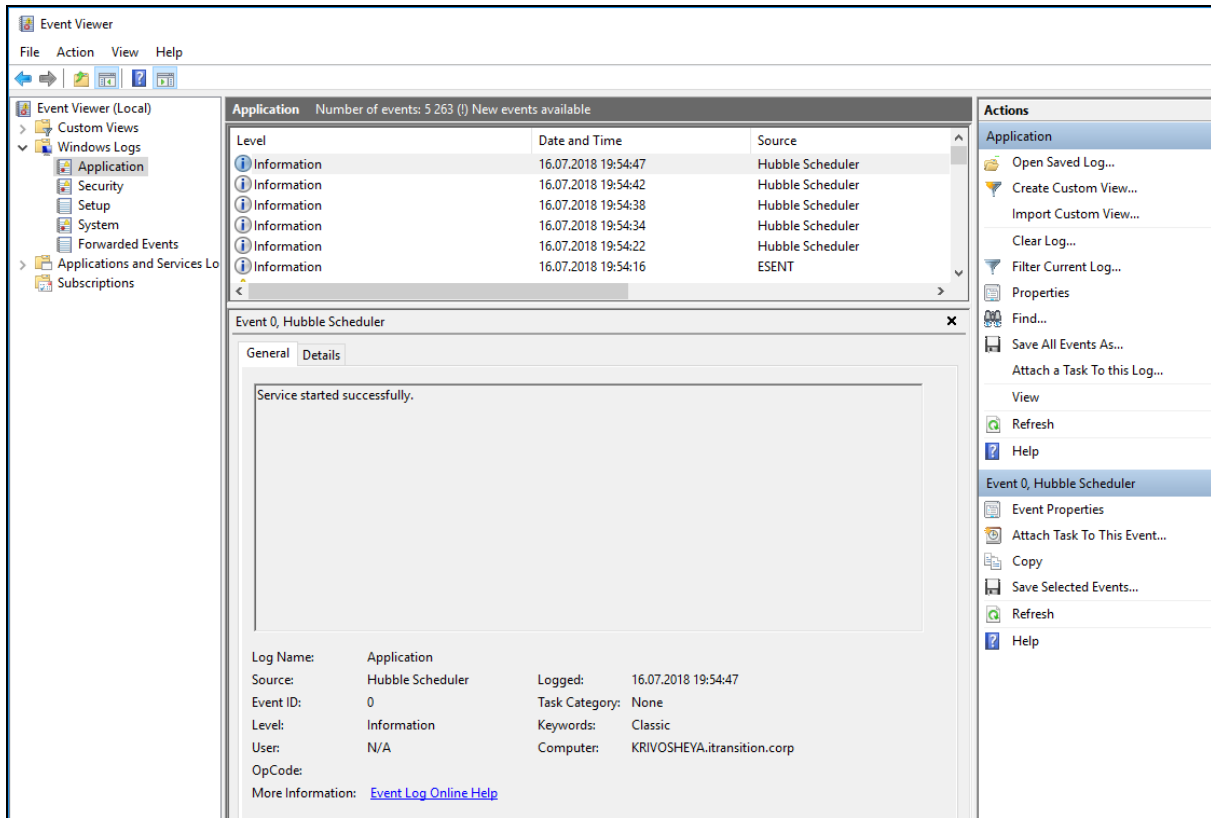 Event Viewer
File Action View Help
Event Viewer (Local)
Custom Views
Windows Logs
Application
Security
Setup
System
Forwarded Events
Applications and Services Lo
Subscriptions
Application Number of events: 5 263 (!) New events available
Level Date and Time Source
Information 16.07.2018 19:54:47 Hubble Scheduler
Information 16.07.2018 19:54:42 Hubble Scheduler
Information 16.07.2018 19:54:38 Hubble Scheduler
Information 16.07.2018 19:54:34 Hubble Scheduler
Information 16.07.2018 19:54:22 Hubble Scheduler
Information 16.07.2018 19:54:16 ESENT
Event 0, Hubble Scheduler
General Details
Service started successfully.
Log Name: Application
Source: Hubble Scheduler Logged: 16.07.2018 19:54:47
Event ID: 0 Task Category: None
Level: Information Keywords: Classic
User: N/A Computer: KRIVOSHEYA.itransition.corp
OpCode:
More Information: Event Log Online Help
Actions
Application
Open Saved Log...
Create Custom View...
Import Custom View...
Clear Log...
Filter Current Log...
Properties
Find...
Save All Events As...
Attach a Task To this Log...
View
Refresh
Help
Event 0, Hubble Scheduler
Event Properties
Attach Task To This Event...
Copy
Save Selected Events...
Refresh
Help